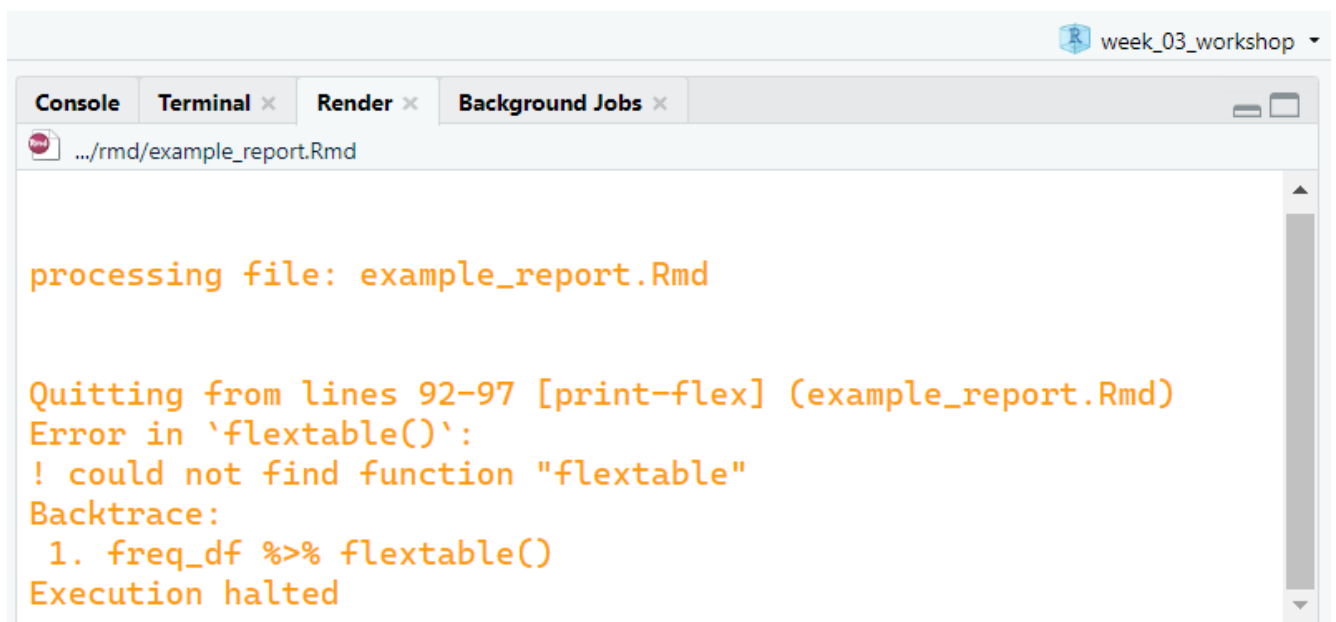 week_03_workshop
Console Terminal Render Background Jobs
.../rmd/example_report.Rmd
processing file: example_report.Rmd
Quitting from lines 92-97 [print-flex] (example_report.Rmd)
Error in `flextable()`:
! could not find function "flextable"
Backtrace:
 1. freq_df %>% flextable()
Execution halted